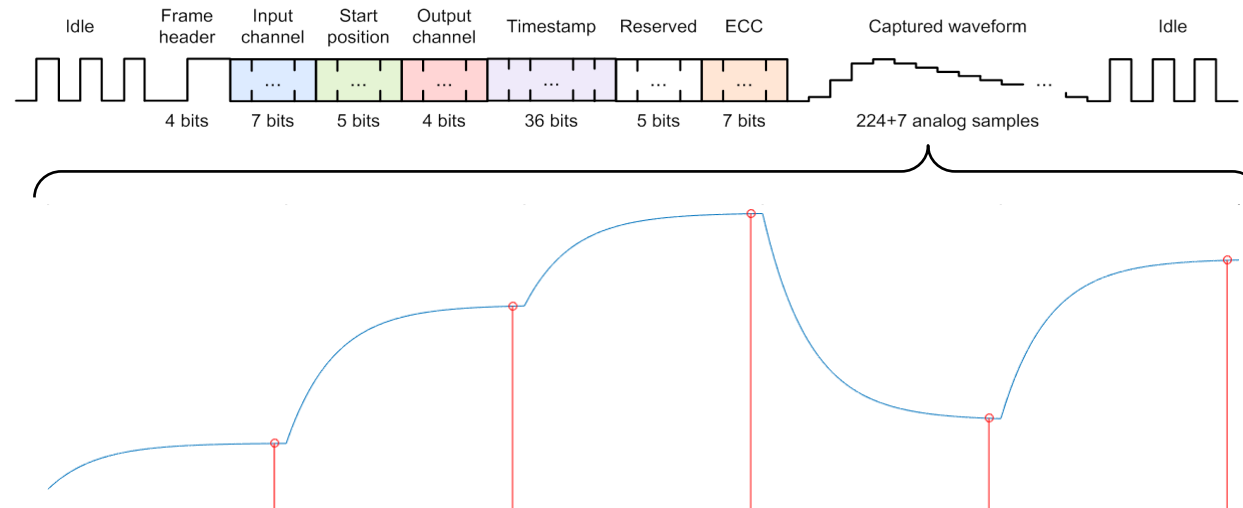 Idle
Frame header
Input channel
Start position
Output channel
Timestamp
Reserved
ECC
Captured waveform
Idle
...
...
...
...
...
...
...
4 bits
7 bits
5 bits
4 bits
36 bits
5 bits
7 bits
224+7 analog samples